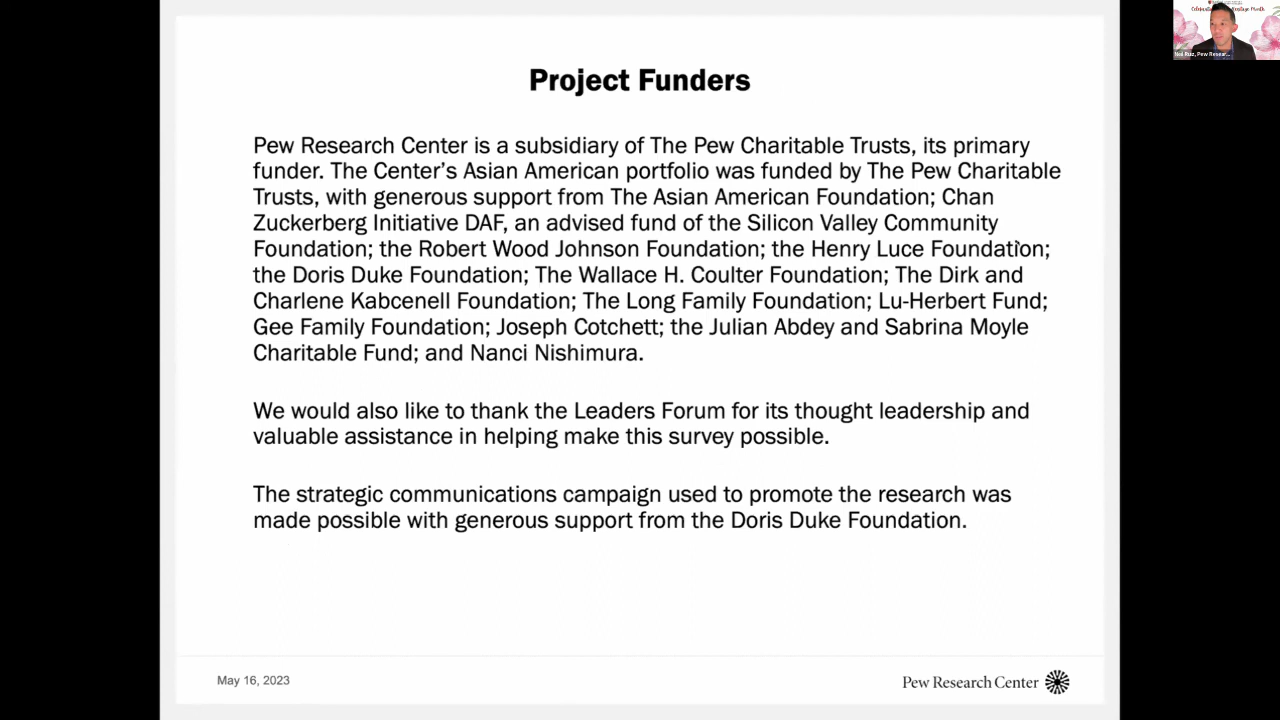 Project Funders
Pew Research Center is a subsidiary of The Pew Charitable Trusts, its primary
funder. The Center's Asian American portfolio was funded by The Pew Charitable
Trusts, with generous support from The Asian American Foundation; Chan
Zuckerberg Initiative DAF, an advised fund of the Silicon Valley Community
Foundation; the Robert Wood Johnson Foundation; the Henry Luce Foundation;
the Doris Duke Foundation; The Wallace H. Coulter Foundation; The Dirk and
Charlene Kabcenell Foundation; The Long Family Foundation; Lu-Herbert Fund;
Gee Family Foundation; Joseph Cotchett; the Julian Abdey and Sabrina Moyle
Charitable Fund; and Nanci Nishimura.
We would also like to thank the Leaders Forum for its thought leadership and
valuable assistance in helping make this survey possible.
The strategic communications campaign used to promote the research was
made possible with generous support from the Doris Duke Foundation.
May 16, 2023
Pew Research Center
Heritage Month
Neil Ruiz, Pew Resear...